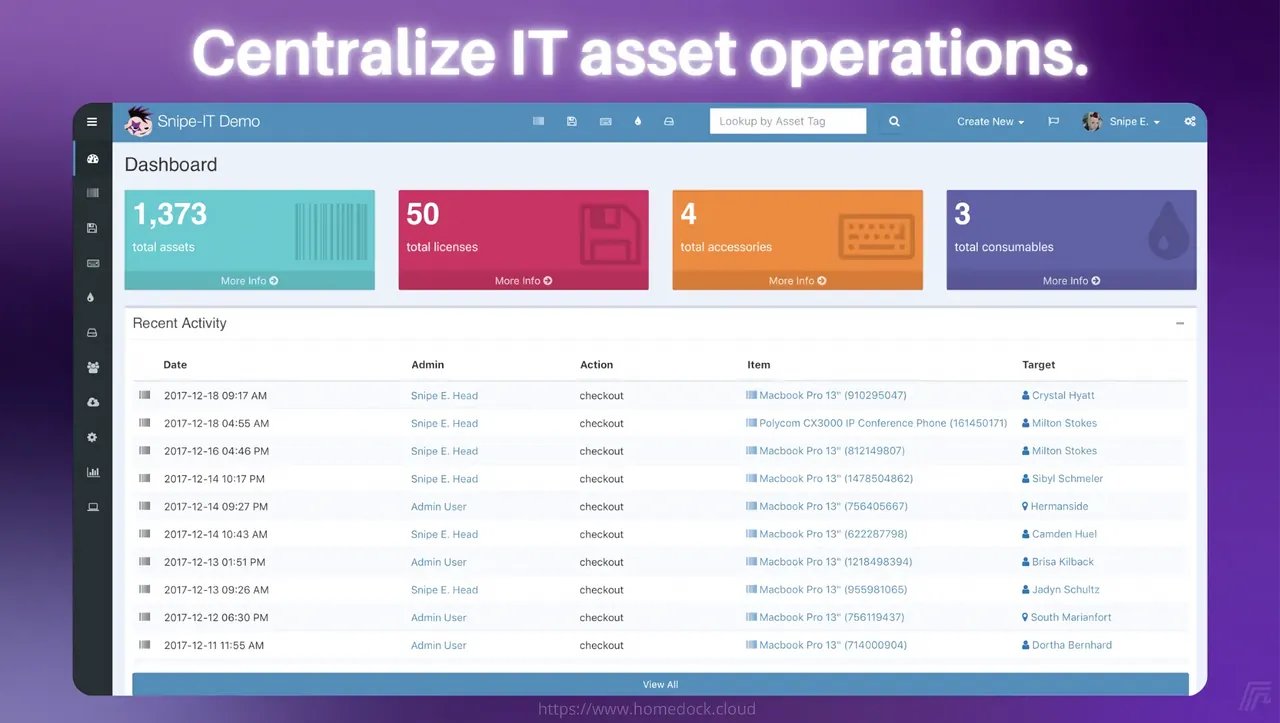 Centralize IT asset operations.
Snipe-IT Demo Lookup by Asset Tag Create New Snipe E.
Dashboard
1,373 50 4 3
total assets total licenses total accessories total consumables
More Info More Info More Info More Info
Recent Activity
Date Admin Action Item Target
2017-12-18 09:17 AM Snipe E. Head checkout Macbook Pro 13" (910295047) Crystal Hyatt
2017-12-18 04:55 AM Snipe E. Head checkout Polycom CX3000 IP Conference Phone (161450171) Milton Stokes
2017-12-16 04:46 PM Snipe E. Head checkout Macbook Pro 13" (812149807) Milton Stokes
2017-12-14 10:17 PM Snipe E. Head checkout Macbook Pro 13" (1478504862) Sibyl Schmeler
2017-12-14 09:27 PM Admin User checkout Macbook Pro 13" (756405667) Hermanside
2017-12-14 10:43 AM Snipe E. Head checkout Macbook Pro 13" (622287798) Camden Huel
2017-12-13 01:51 PM Admin User checkout Macbook Pro 13" (1218498394) Brisa Kilback
2017-12-13 09:26 AM Snipe E. Head checkout Macbook Pro 13" (955981065) Jadyn Schultz
2017-12-12 06:30 PM Admin User checkout Macbook Pro 13" (756119437) South Marianfort
2017-12-11 11:55 AM Admin User checkout Macbook Pro 13" (714000904) Dortha Bernhard
View All
https://www.homedock.cloud